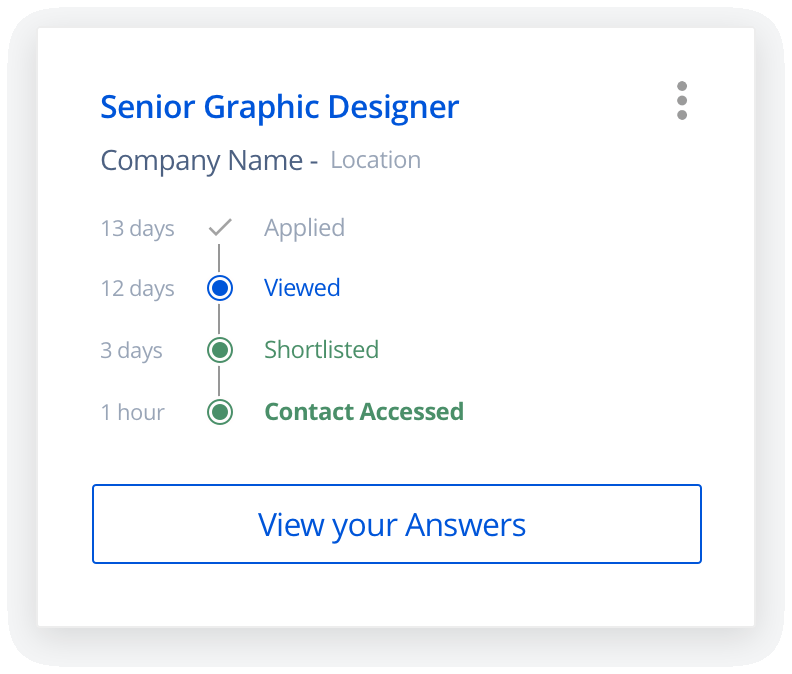 Senior Graphic Designer
Company Name - Location
13 days Applied
12 days Viewed
3 days Shortlisted
1 hour Contact Accessed
View your Answers